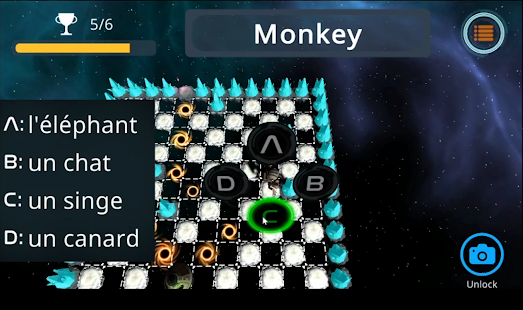 5/6
Monkey
A: l'éléphant
B: un chat
C: un singe
D: un canard
A
D
B
C
Unlock